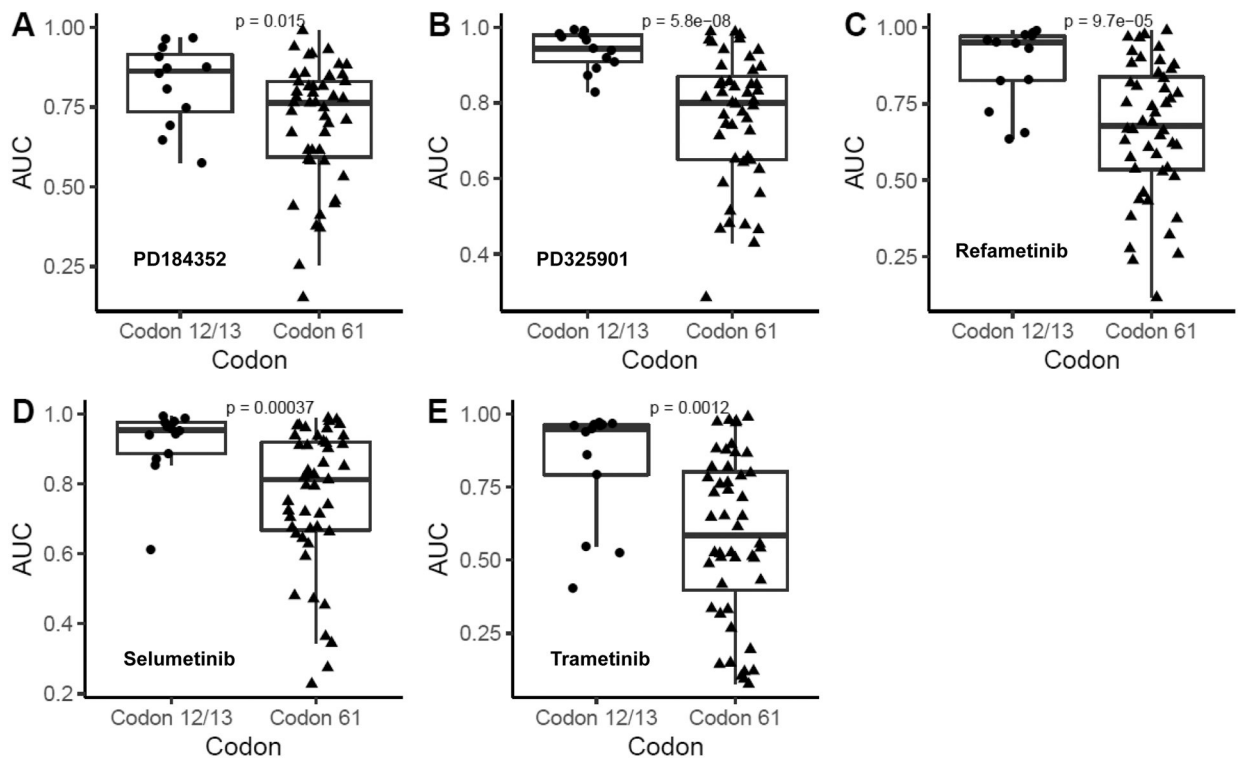 A
p = 0.015
1.00
0.75
0.50
0.25
AUC
PD184352
Codon 12/13
Codon 61
Codon
B
p = 5.8e−08
1.0
0.8
0.6
0.4
AUC
PD325901
Codon 12/13
Codon 61
Codon
C
p = 9.7e−05
1.00
0.75
0.50
0.25
AUC
Refametinib
Codon 12/13
Codon 61
Codon
D
p = 0.00037
1.0
0.8
0.6
0.4
0.2
AUC
Selumetinib
Codon 12/13
Codon 61
Codon
E
p = 0.0012
1.00
0.75
0.50
0.25
AUC
Trametinib
Codon 12/13
Codon 61
Codon